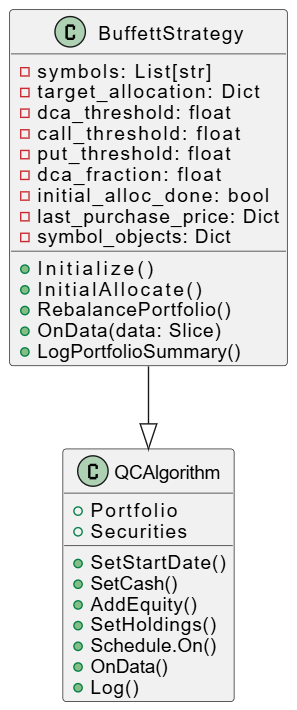 C BuffettStrategy
symbols: List[str]
target_allocation: Dict
dca_threshold: float
call_threshold: float
put_threshold: float
dca_fraction: float
initial_alloc_done: bool
last_purchase_price: Dict
symbol_objects: Dict
Initialize()
InitialAllocate()
RebalancePortfolio()
OnData(data: Slice)
LogPortfolioSummary()
C QCAlgorithm
Portfolio
Securities
SetStartDate()
SetCash()
AddEquity()
SetHoldings()
Schedule.On()
OnData()
Log()